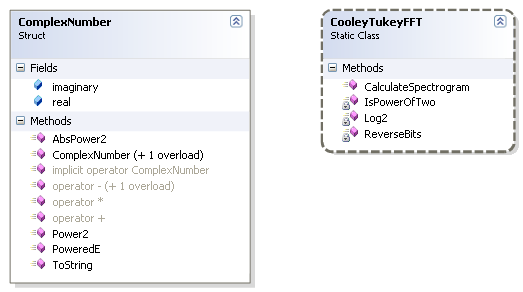 ComplexNumber
Struct
Fields
imaginary
real
Methods
AbsPower2
ComplexNumber (+ 1 overload)
implicit operator ComplexNumber
operator - (+ 1 overload)
operator *
operator +
Power2
PoweredE
ToString
CooleyTukeyFFT
Static Class
Methods
CalculateSpectrogram
IsPowerOfTwo
Log2
ReverseBits